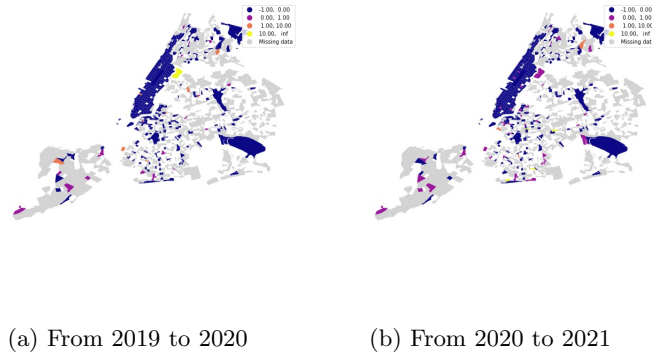 -1.00, 0.00
0.00, 1.00
1.00, 10.00
10.00, inf
Missing data
-1.00, 0.00
0.00, 1.00
1.00, 10.00
10.00, inf
Missing data
(a) From 2019 to 2020
(b) From 2020 to 2021